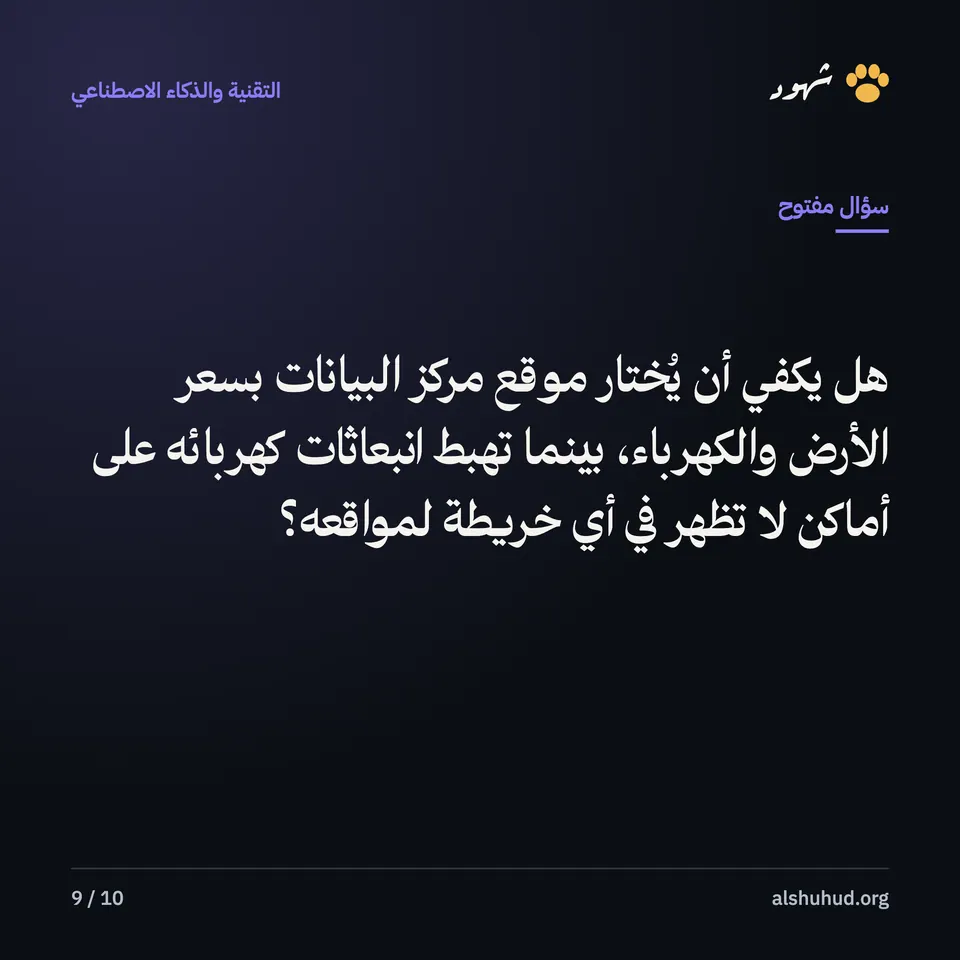 شهود
التقنية والذكاء الاصطناعي
سؤال مفتوح
هل يكفي أن يُختار موقع مركز البيانات بسعر
الأرض والكهرباء، بينما تهبط انبعاثات كهربائه على
أماكن لا تظهر في أي خريطة لمواقعه؟
9 / 10
alshuhud.org